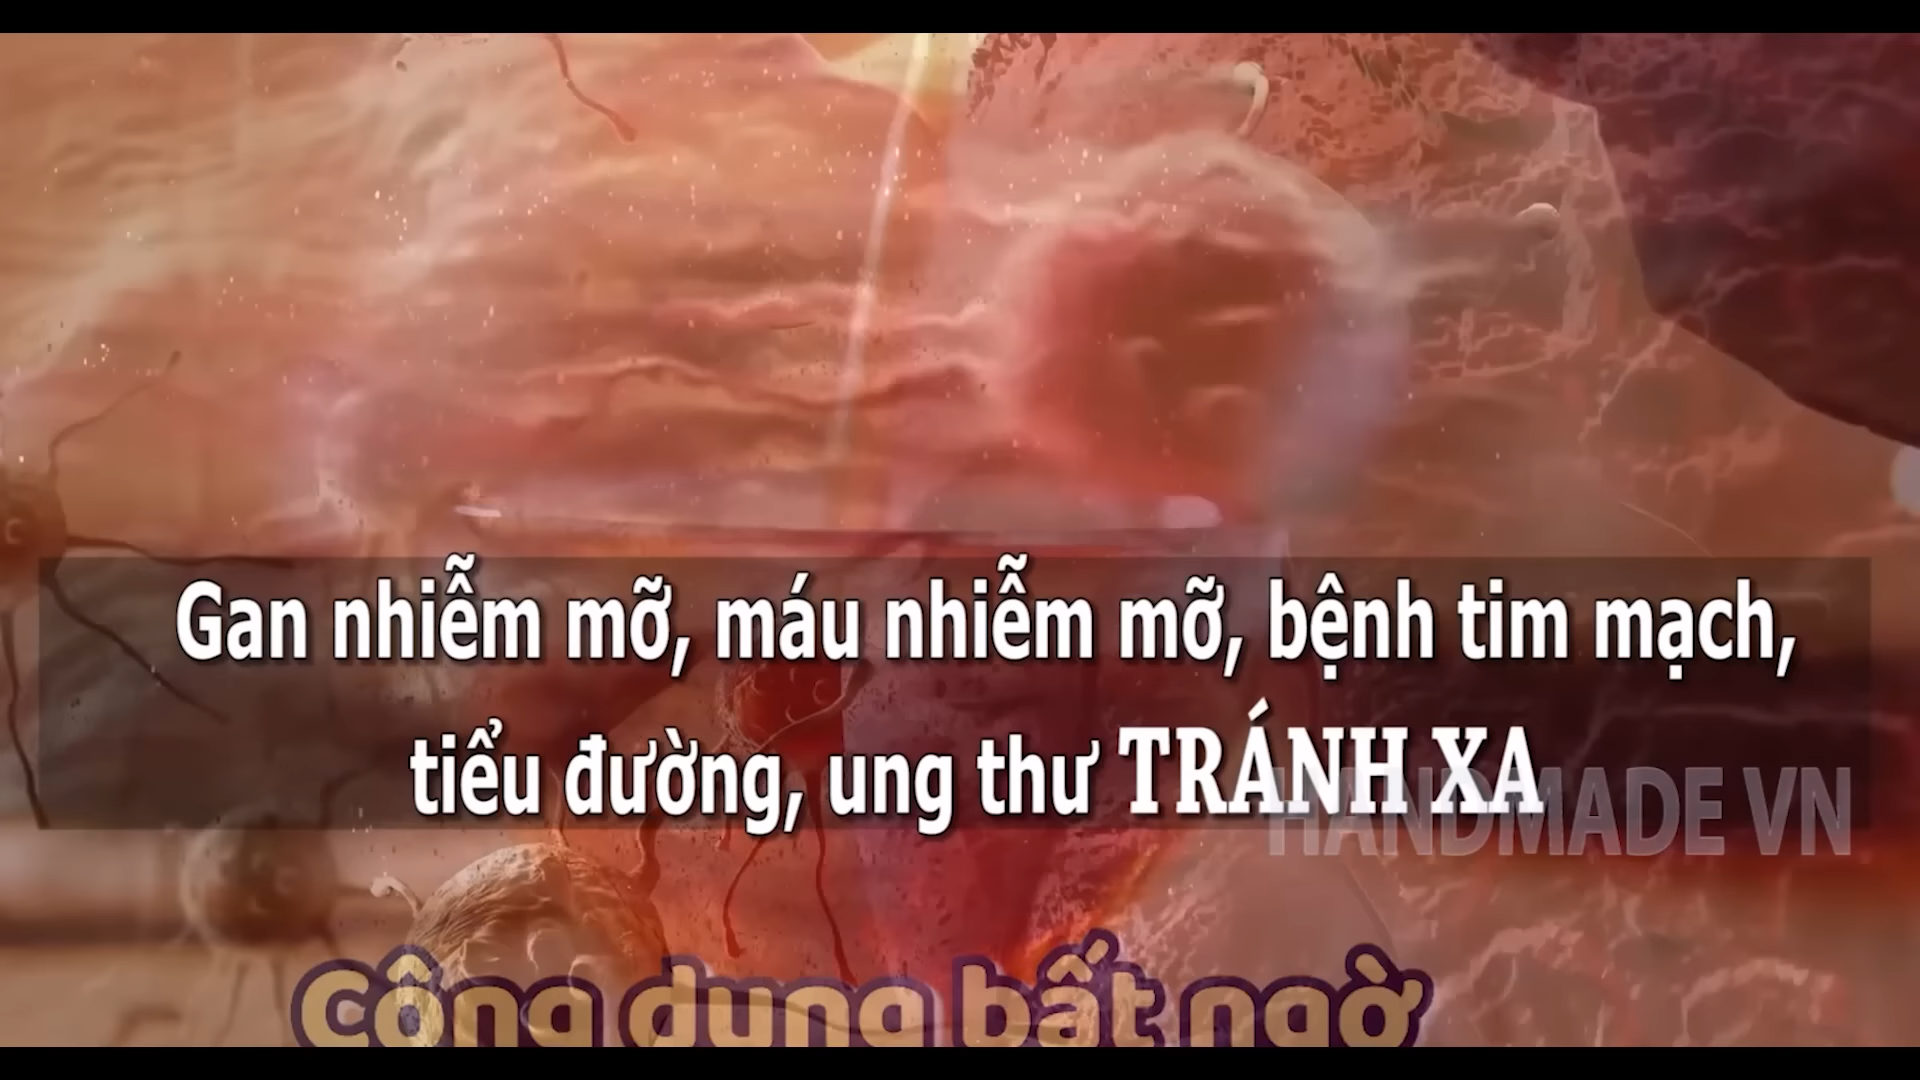 Gan nhiễm mỡ, máu nhiễm mỡ, bệnh tim mạch,
tiểu đường, ung thư TRÁNH XA
HANDMADE VN
Công dụng bất ngờ